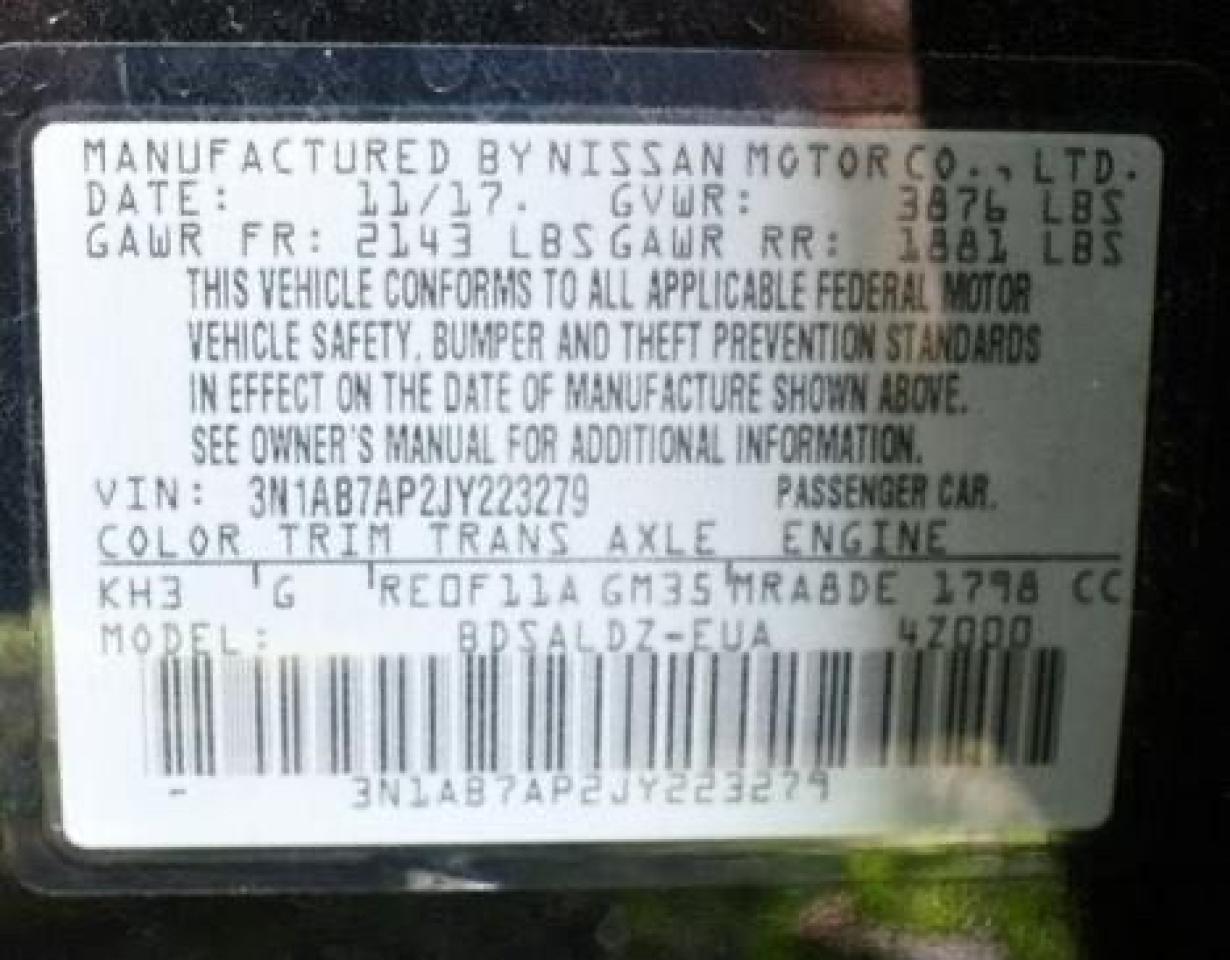 MANUFACTURED BY NISSAN MOTOR CO., LTD.
DATE: 11/17. GVWR: 3876 LBS
GAWR FR: 2143 LBS GAWR RR: 1881 LBS
THIS VEHICLE CONFORMS TO ALL APPLICABLE FEDERAL MOTOR
VEHICLE SAFETY, BUMPER AND THEFT PREVENTION STANDARDS
IN EFFECT ON THE DATE OF MANUFACTURE SHOWN ABOVE.
SEE OWNER'S MANUAL FOR ADDITIONAL INFORMATION.
VIN: 3N1AB7AP2JY223279 PASSENGER CAR.
COLOR TRIM TRANS AXLE ENGINE
KH3 G RE0F11A GM35 MRA8DE 1798 CC
MODEL: BDSALDZ-EUA 4Z000
- 3N1AB7AP2JY223279